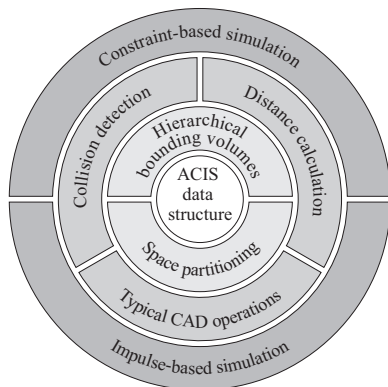 Constraint-based simulation
Collision detection
Distance calculation
Hierarchical
bounding volumes
ACIS
data
structure
Space partitioning
Typical CAD operations
Impulse-based simulation